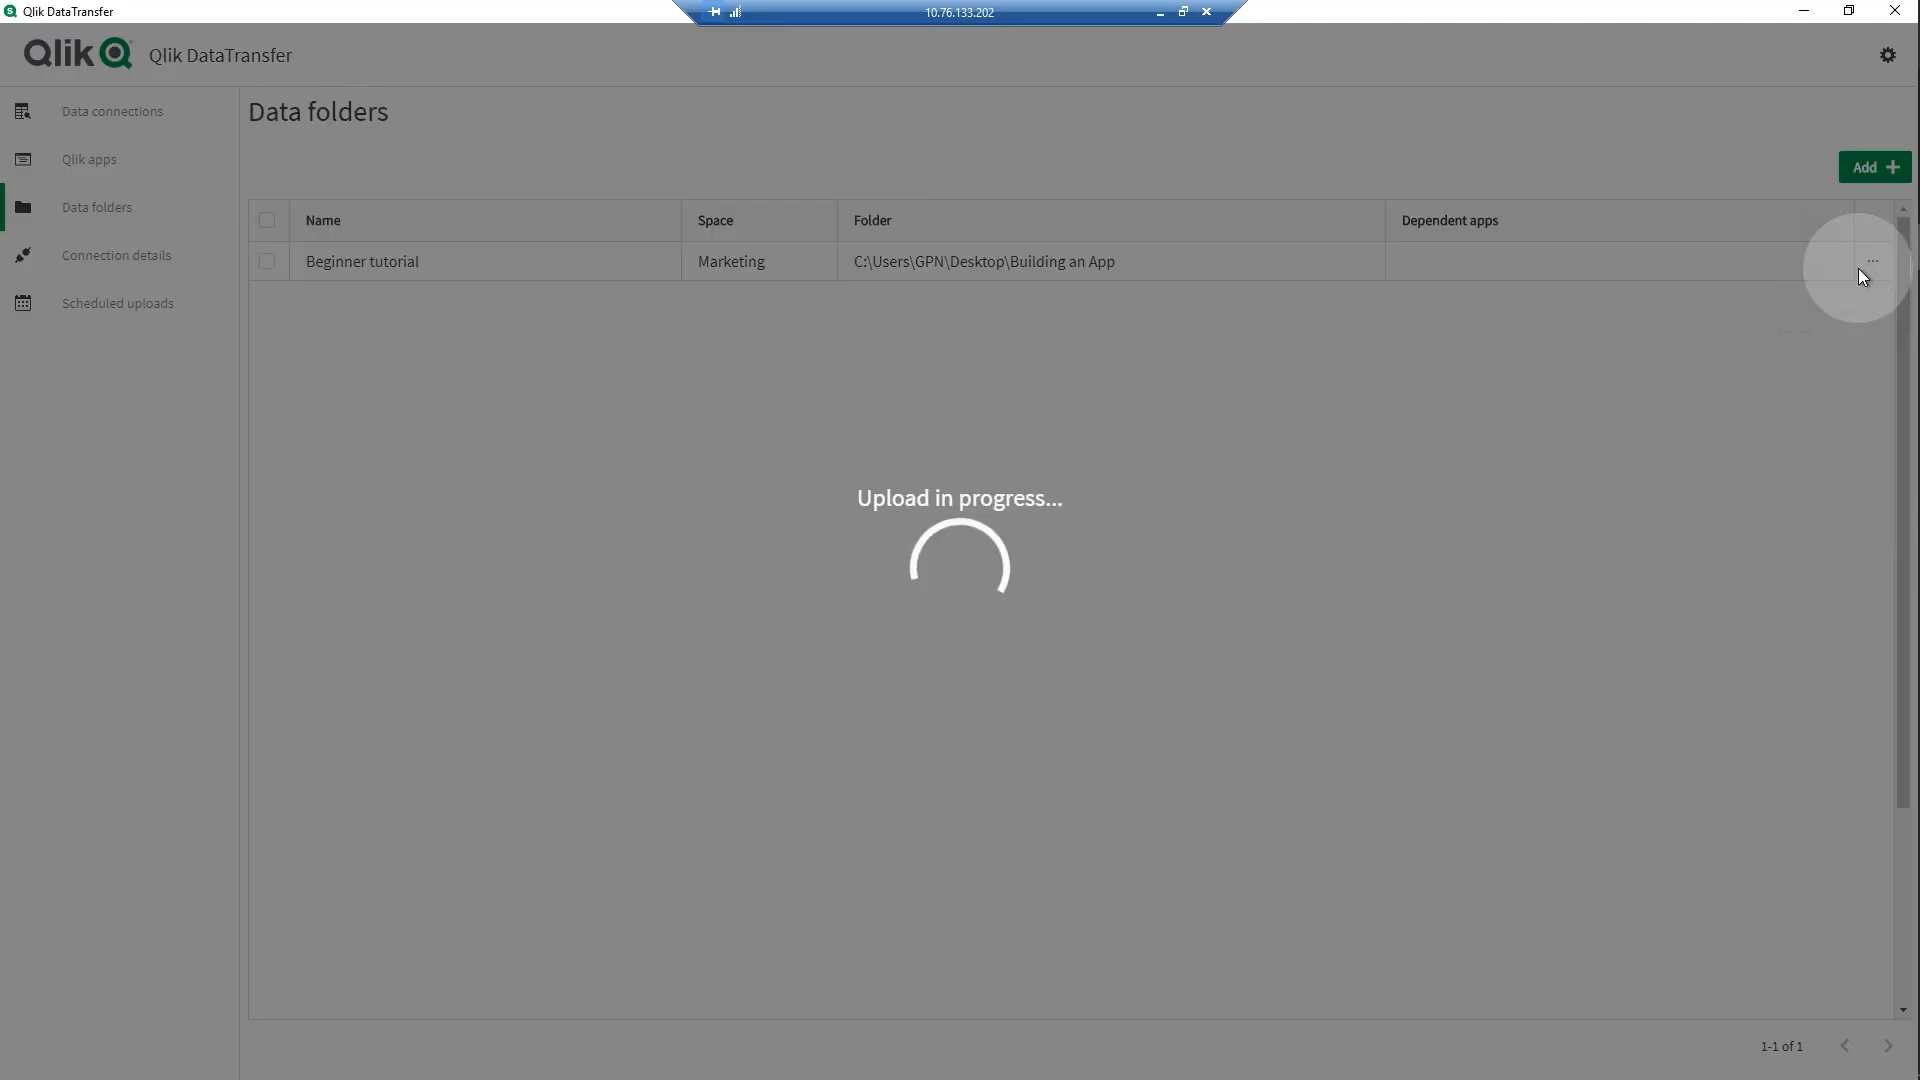 Qlik DataTransfer
10.76.133.202
Qlik Qlik DataTransfer
Data connections
Qlik apps
Data folders
Connection details
Scheduled uploads
Data folders
Add
Name Space Folder Dependent apps
Beginner tutorial Marketing C:\Users\GPN\Desktop\Building an App ...
Upload in progress...
1-1 of 1